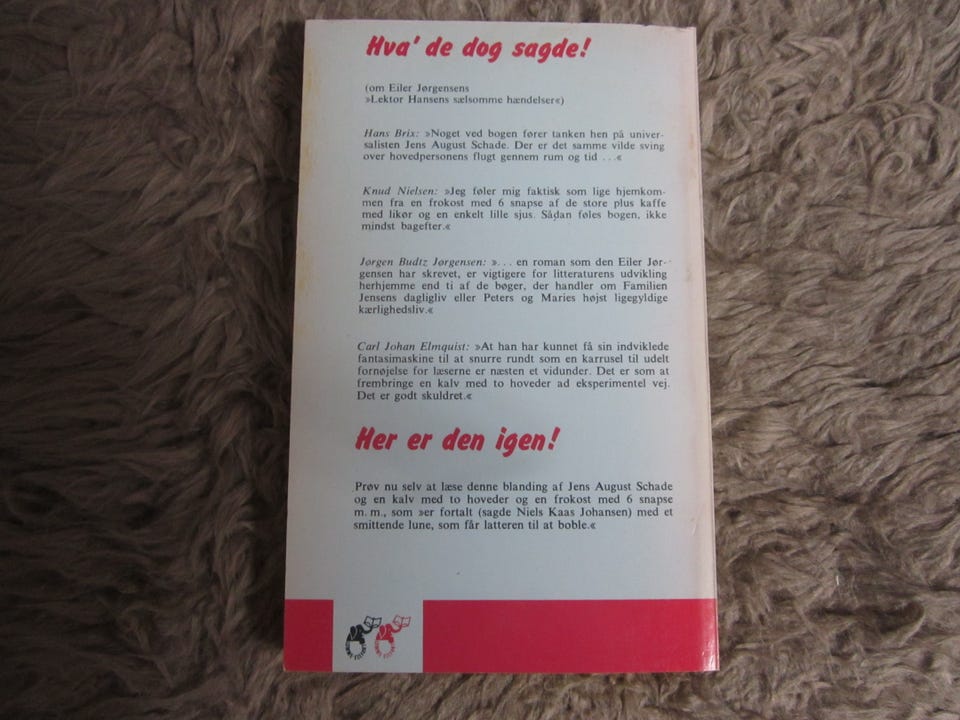 Hva' de dog sagde!
(om Eiler Jørgensens
»Lektor Hansens sælsomme hændelser«)
Hans Brix: »Noget ved bogen fører tanken hen på univer-
salisten Jens August Schade. Der er det samme vilde sving
over hovedpersonens flugt gennem rum og tid ...«
Knud Nielsen: »Jeg føler mig faktisk som lige hjemkom-
men fra en frokost med 6 snapse af de store plus kaffe
med likør og en enkelt lille sjus. Sådan føles bogen, ikke
mindst bagefter.«
Jørgen Budtz Jørgensen: »... en roman som den Eiler Jør-
gensen har skrevet, er vigtigere for litteraturens udvikling
herhjemme end ti af de bøger, der handler om Familien
Jensens dagligliv eller Peters og Maries højst ligegyldige
kærlighedsliv.«
Carl Johan Elmquist: »At han har kunnet få sin indviklede
fantasimaskine til at snurre rundt som en karrusel til udelt
fornøjelse for læserne er næsten et vidunder. Det er som at
frembringe en kalv med to hoveder ad eksperimentel vej.
Det er godt skuldret.«
Her er den igen!
Prøv nu selv at læse denne blanding af Jens August Schade
og en kalv med to hoveder og en frokost med 6 snapse
m. m., som »er fortalt (sagde Niels Kaas Johansen) med et
smittende lune, som får latteren til at boble.«